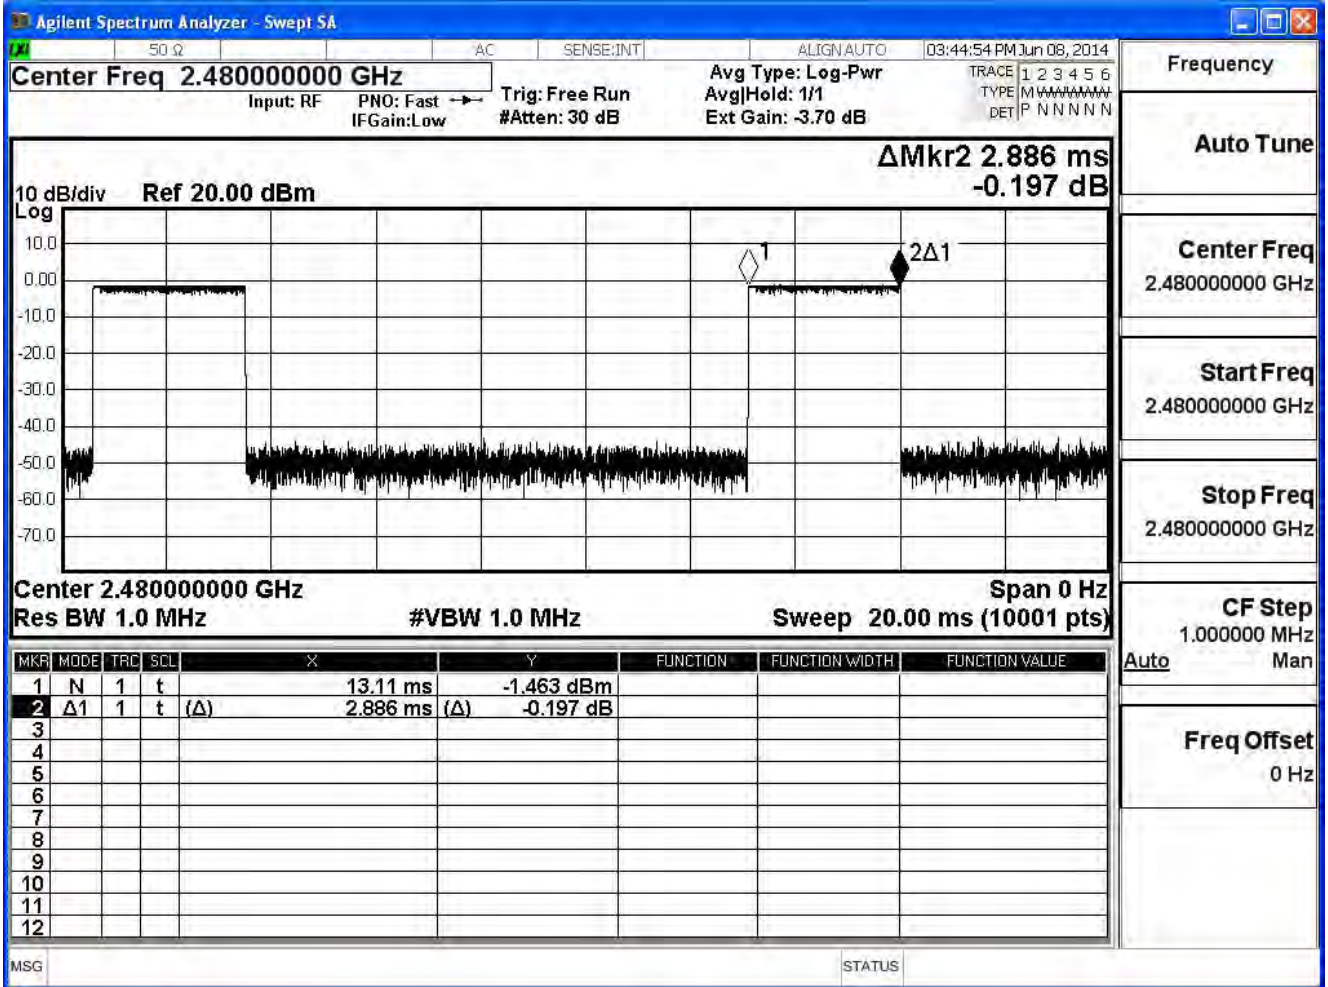 Agilent Spectrum Analyzer - Swept SA
50 Ω AC SENSE:INT ALIGN AUTO 03:44:54 PM Jun 08, 2014
Center Freq 2.480000000 GHz
Input: RF PNO: Fast Trig: Free Run Avg Type: Log-Pwr TRACE 1 2 3 4 5 6
IFGain:Low #Atten: 30 dB Avg|Hold: 1/1 TYPE M
Ext Gain: -3.70 dB DET P N N N N N
ΔMkr2 2.886 ms
-0.197 dB
10 dB/div Ref 20.00 dBm
Log
10.0
0.00
-10.0
-20.0
-30.0
-40.0
-50.0
-60.0
-70.0
1
2Δ1
Center 2.480000000 GHz Span 0 Hz
Res BW 1.0 MHz #VBW 1.0 MHz Sweep 20.00 ms (10001 pts)
MKR MODE TRC SCL X Y FUNCTION FUNCTION WIDTH FUNCTION VALUE
1 N 1 t 13.11 ms -1.463 dBm
2 Δ1 1 t (Δ) 2.886 ms (Δ) -0.197 dB
3
4
5
6
7
8
9
10
11
12
MSG STATUS
Frequency
Auto Tune
Center Freq
2.480000000 GHz
Start Freq
2.480000000 GHz
Stop Freq
2.480000000 GHz
CF Step
1.000000 MHz
Auto Man
Freq Offset
0 Hz